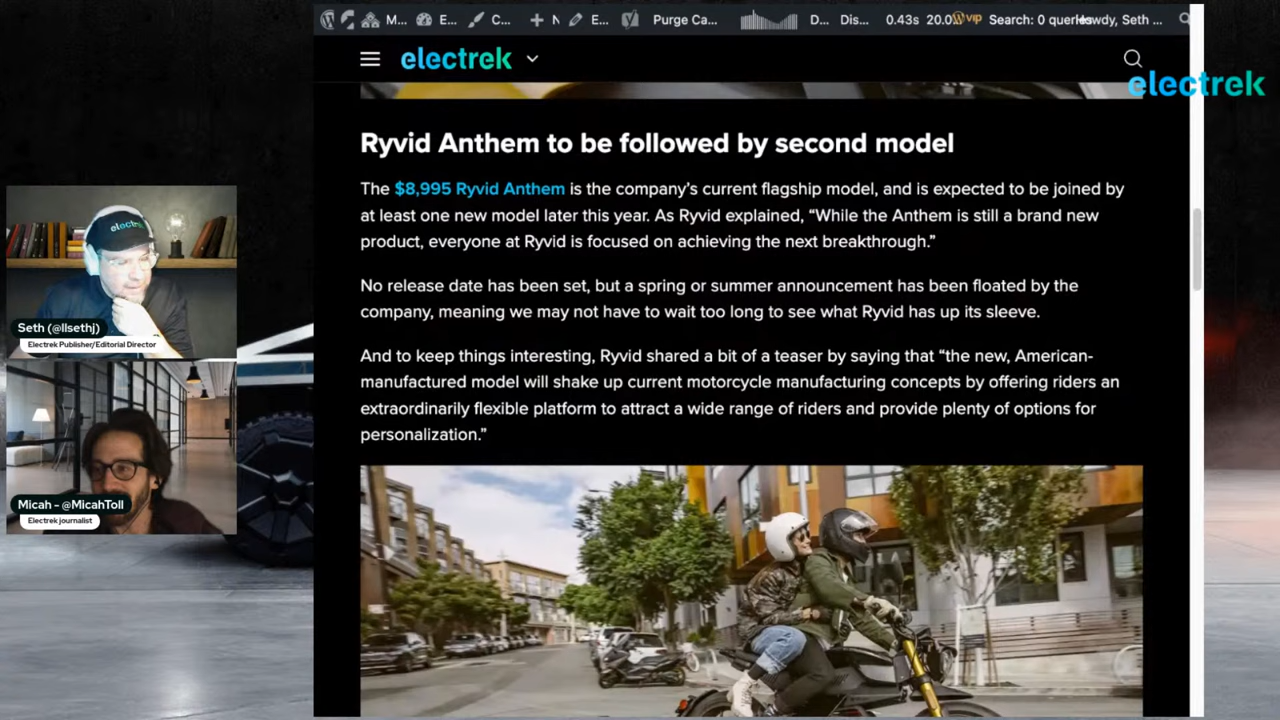 M... E... C... N E... Purge Ca... D... Dis... 0.43s 20.0 VIP Search: 0 queries Howdy, Seth ...
electrek
electrek
Ryvid Anthem to be followed by second model
The $8,995 Ryvid Anthem is the company’s current flagship model, and is expected to be joined by
at least one new model later this year. As Ryvid explained, “While the Anthem is still a brand new
product, everyone at Ryvid is focused on achieving the next breakthrough.”
No release date has been set, but a spring or summer announcement has been floated by the
company, meaning we may not have to wait too long to see what Ryvid has up its sleeve.
And to keep things interesting, Ryvid shared a bit of a teaser by saying that “the new, American-
manufactured model will shake up current motorcycle manufacturing concepts by offering riders an
extraordinarily flexible platform to attract a wide range of riders and provide plenty of options for
personalization.”
electrek
Seth (@llsethj)
Electrek Publisher/Editorial Director
Micah - @MicahToll
Electrek journalist